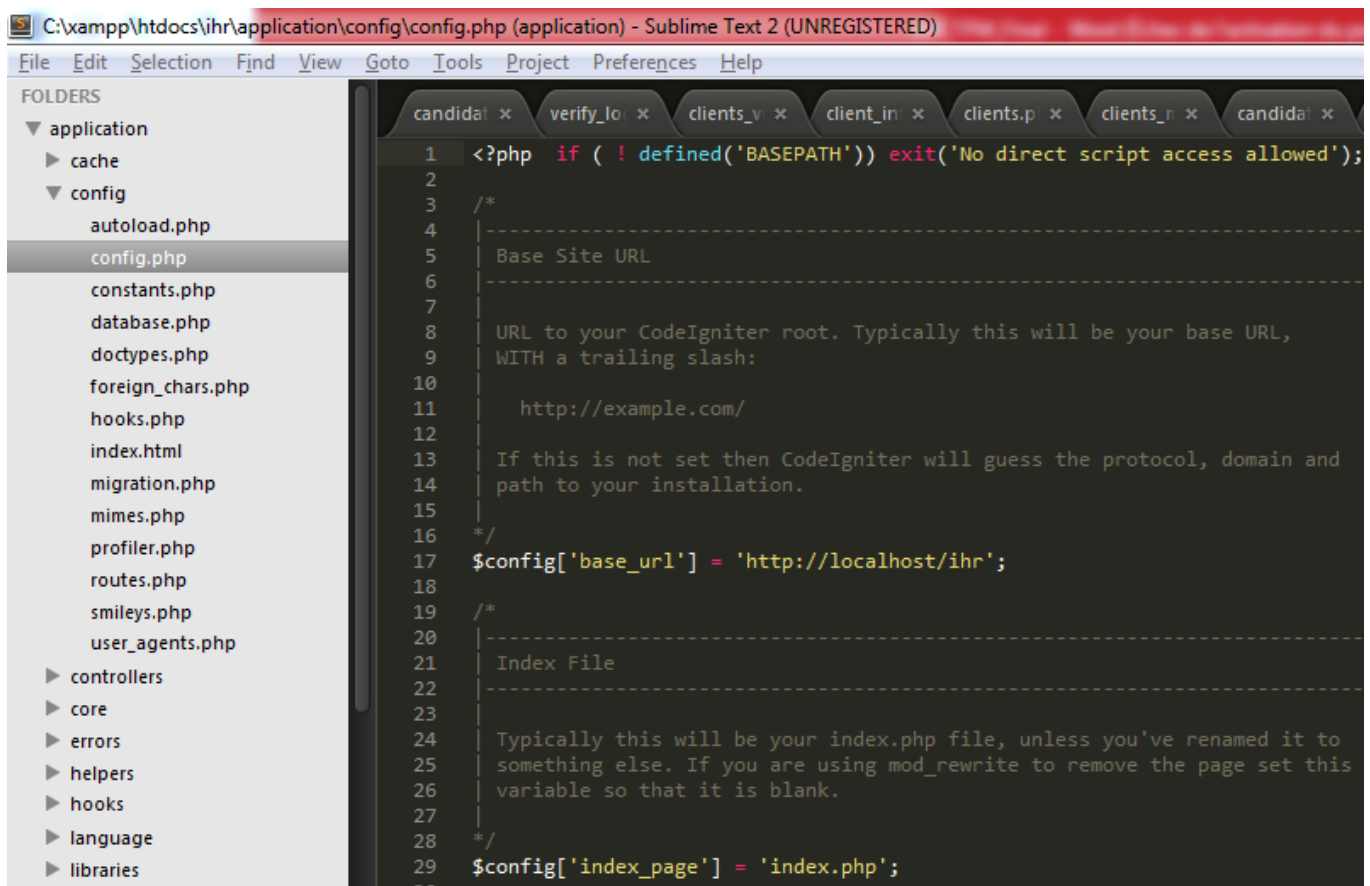 C:\xampp\htdocs\ihr\application\config\config.php (application) - Sublime Text 2 (UNREGISTERED)
File Edit Selection Find View Goto Tools Project Preferences Help
FOLDERS
application
cache
config
autoload.php
config.php
constants.php
database.php
doctypes.php
foreign_chars.php
hooks.php
index.html
migration.php
mimes.php
profiler.php
routes.php
smileys.php
user_agents.php
controllers
core
errors
helpers
hooks
language
libraries
candidat × verify_log × clients_v × client_int × clients.p × clients_m × candidat ×
1 <?php  if ( ! defined('BASEPATH')) exit('No direct script access allowed');
2
3 /*
4 |--------------------------------------------------------------------------
5 | Base Site URL
6 |--------------------------------------------------------------------------
7 |
8 | URL to your CodeIgniter root. Typically this will be your base URL,
9 | WITH a trailing slash:
10 |
11 |   http://example.com/
12 |
13 | If this is not set then CodeIgniter will guess the protocol, domain and
14 | path to your installation.
15 |
16 */
17 $config['base_url'] = 'http://localhost/ihr';
18
19 /*
20 |--------------------------------------------------------------------------
21 | Index File
22 |--------------------------------------------------------------------------
23 |
24 | Typically this will be your index.php file, unless you've renamed it to
25 | something else. If you are using mod_rewrite to remove the page set this
26 | variable so that it is blank.
27 |
28 */
29 $config['index_page'] = 'index.php';